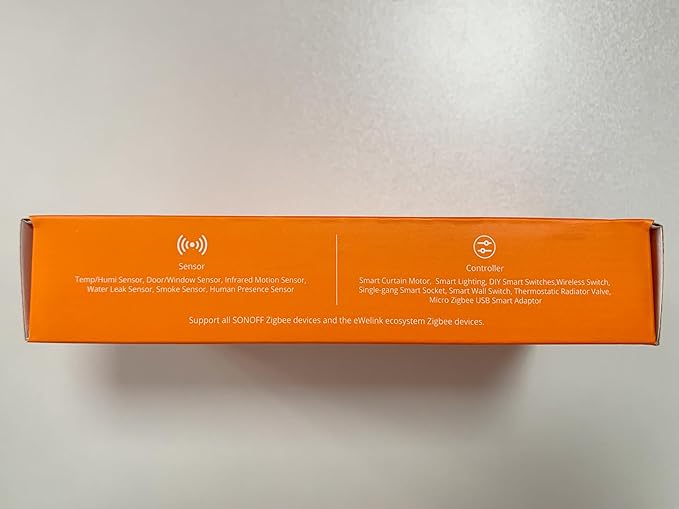 Sensor
Temp/Humi Sensor, Door/Window Sensor, Infrared Motion Sensor,
Water Leak Sensor, Smoke Sensor, Human Presence Sensor
Controller
Smart Curtain Motor,  Smart Lighting, DIY Smart Switches,Wireless Switch,
Single-gang Smart Socket, Smart Wall Switch, Thermostatic Radiator Valve,
Micro Zigbee USB Smart Adaptor
Support all SONOFF Zigbee devices and the eWelink ecosystem Zigbee devices.